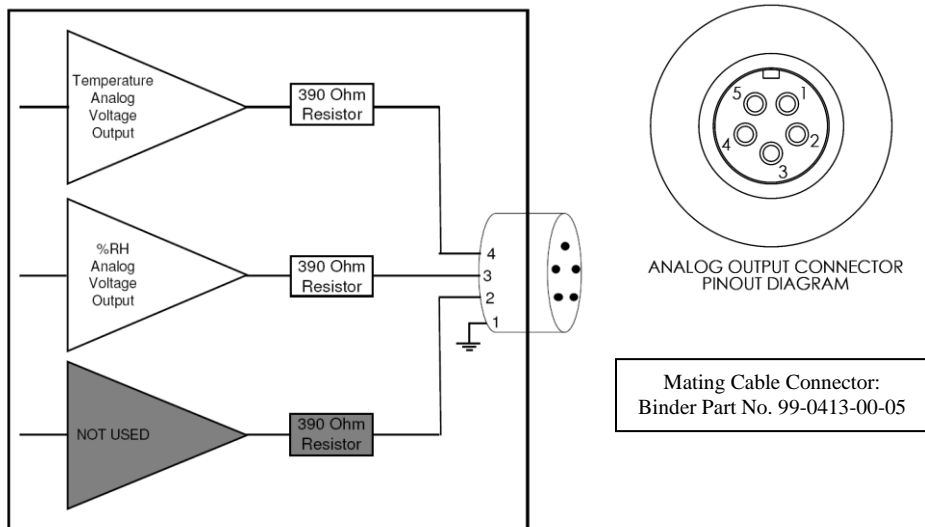 Temperature
Analog
Voltage
Output
390 Ohm
Resistor
%RH
Analog
Voltage
Output
390 Ohm
Resistor
NOT USED
390 Ohm
Resistor
4
3
2
1
5
1
4
2
3
ANALOG OUTPUT CONNECTOR
PINOUT DIAGRAM
Mating Cable Connector:
Binder Part No. 99-0413-00-05